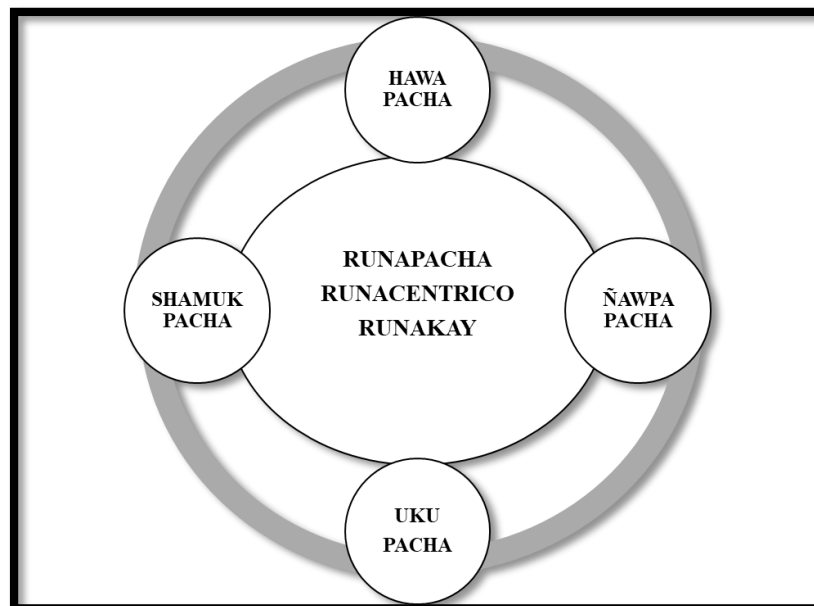 HAWA
PACHA
RUNAPACHA
RUNACENTRICO
RUNAKAY
SHAMUK
PACHA
ÑAWPA
PACHA
UKU
PACHA